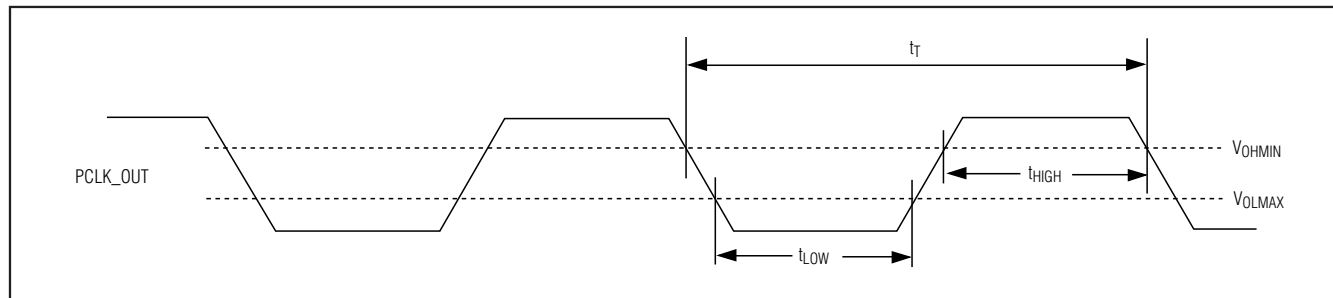 tT
VOHMIN
PCLK_OUT
tHIGH
VOLMAX
tLOW